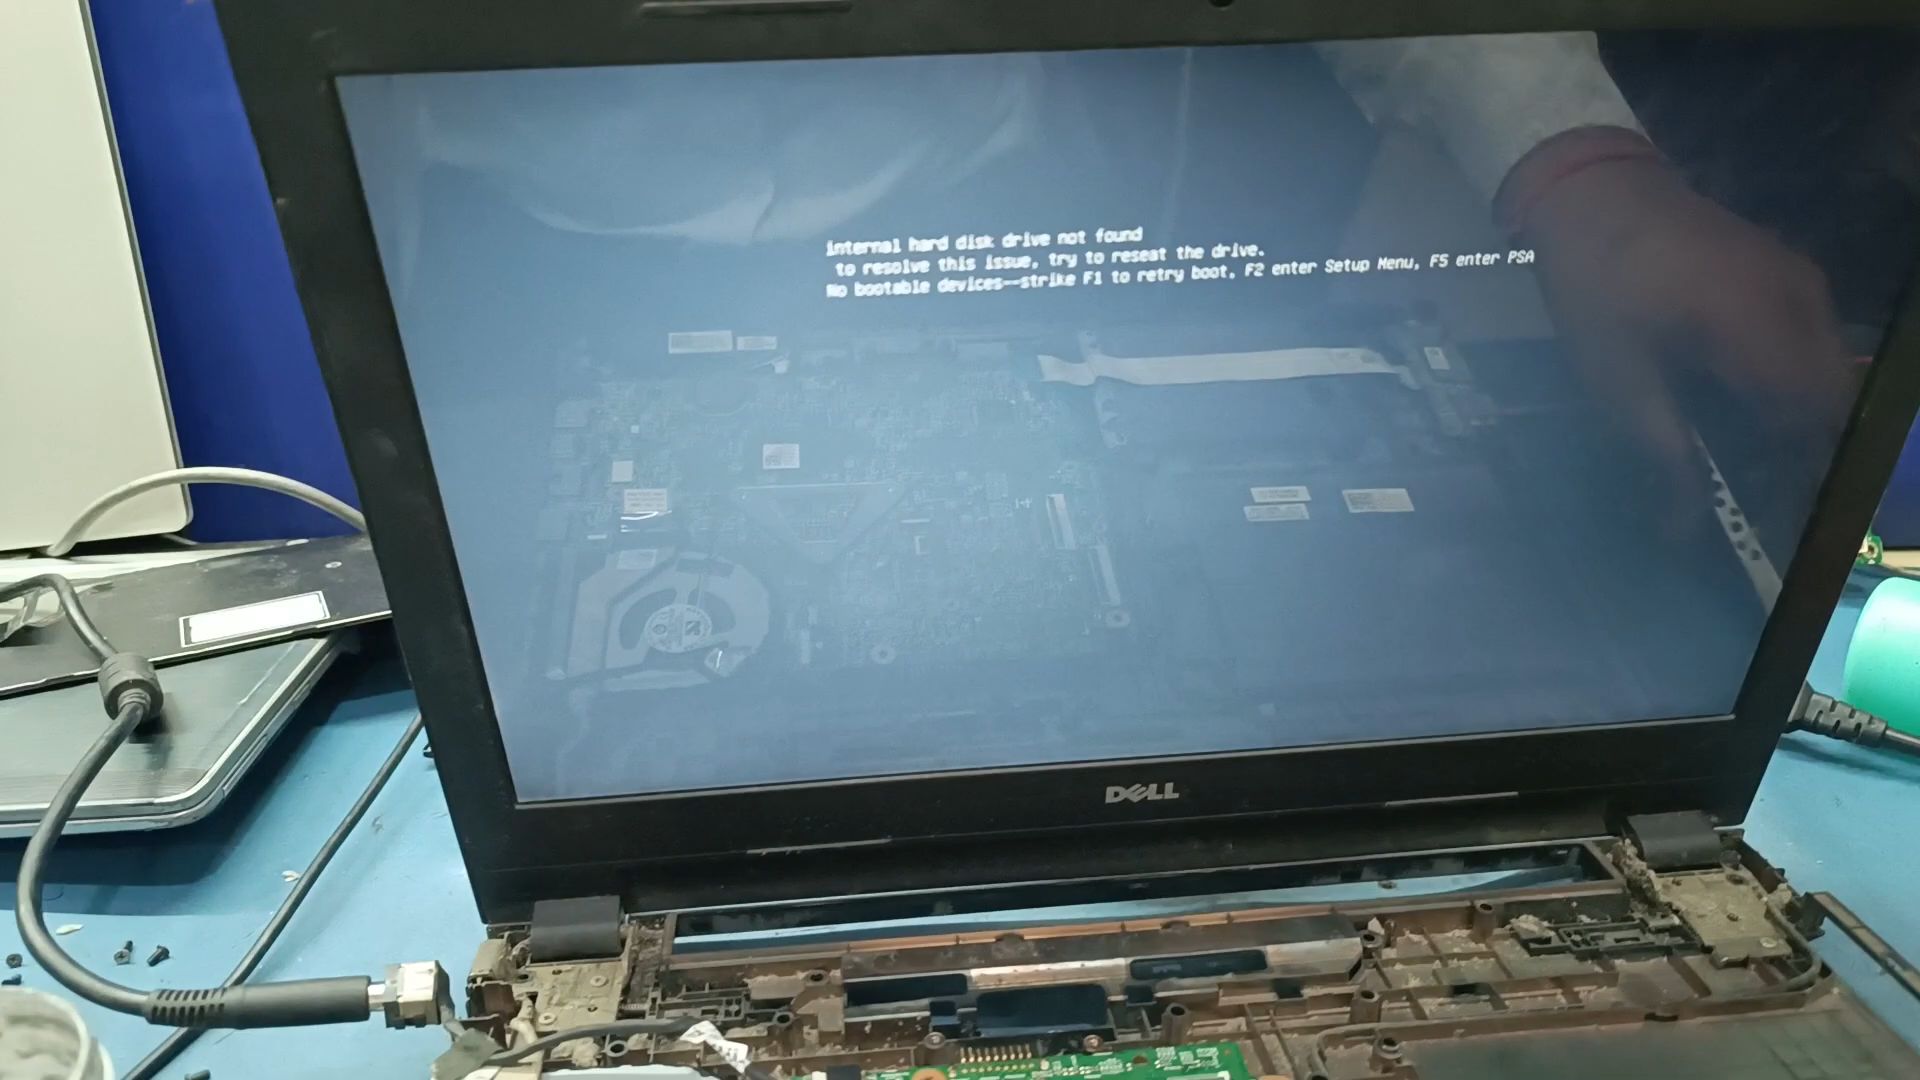 internal hard disk drive not found
to resolve this issue, try to reseat the drive.
No bootable devices--strike F1 to retry boot, F2 enter Setup Menu, F5 enter PSA
DELL